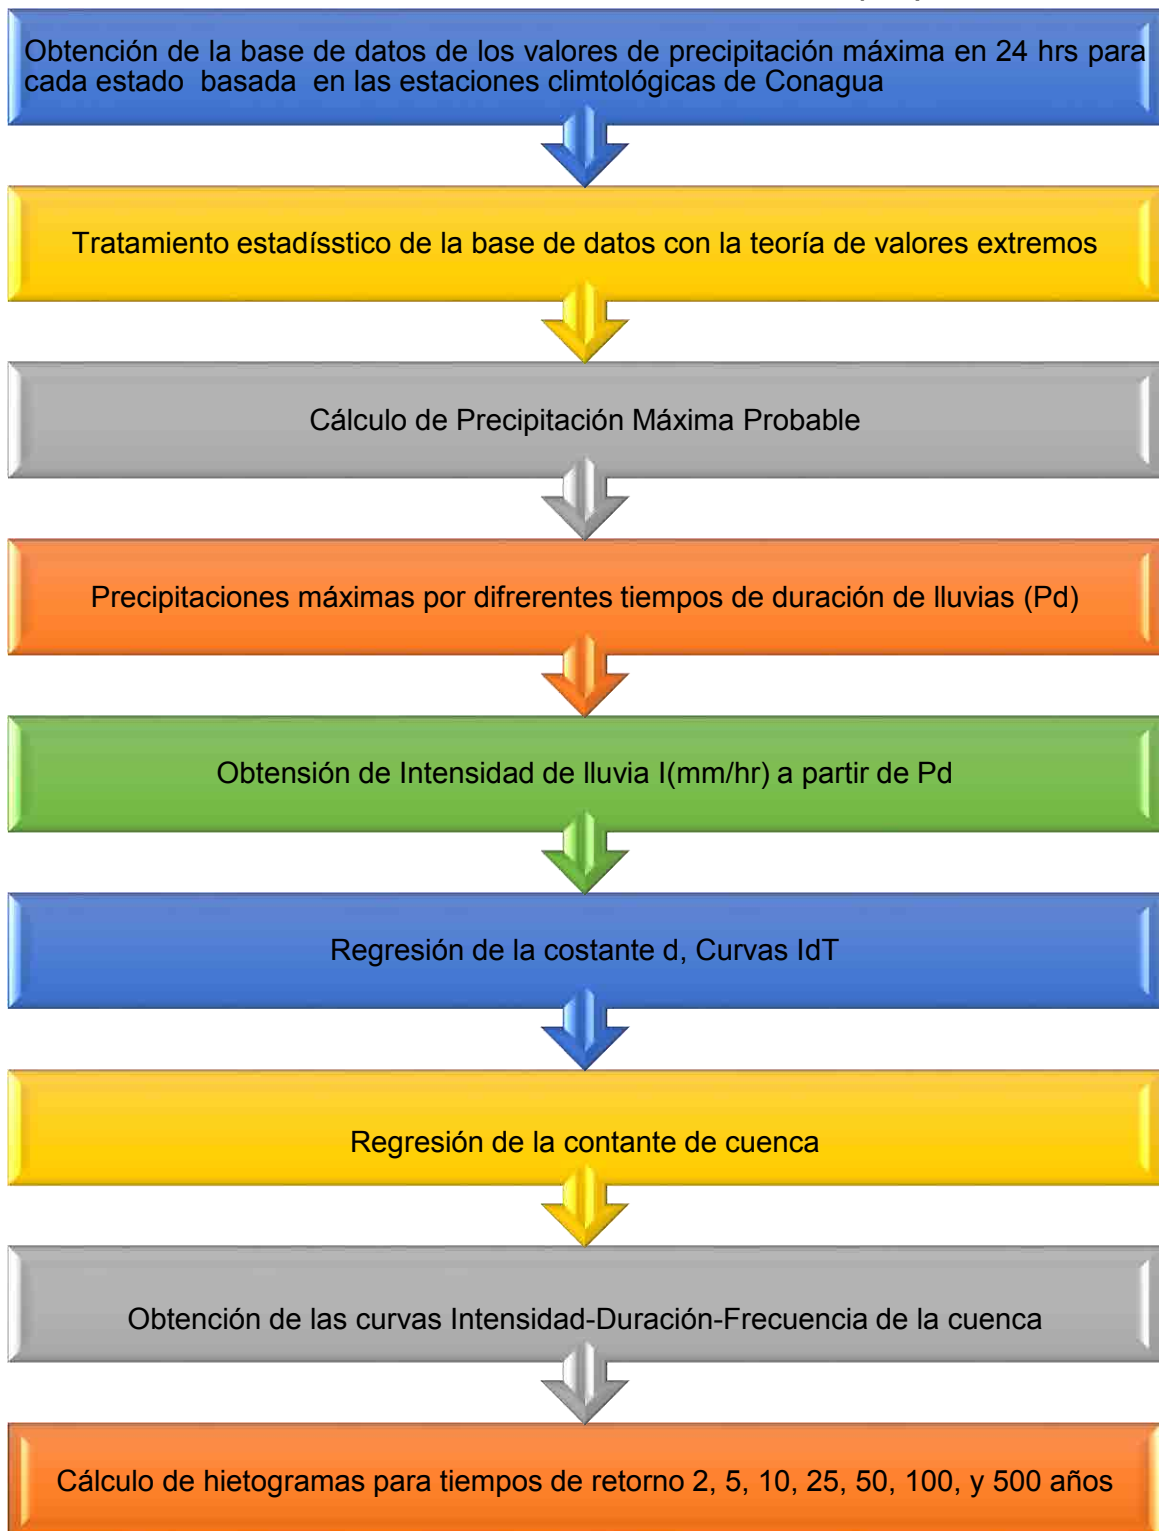 Obtención de la base de datos de los valores de precipitación máxima en 24 hrs para
cada estado basada en las estaciones climtológicas de Conagua
Tratamiento estadísstico de la base de datos con la teoría de valores extremos
Cálculo de Precipitación Máxima Probable
Precipitaciones máximas por difrerentes tiempos de duración de lluvias (Pd)
Obtensión de Intensidad de lluvia I(mm/hr) a partir de Pd
Regresión de la costante d, Curvas IdT
Regresión de la contante de cuenca
Obtención de las curvas Intensidad-Duración-Frecuencia de la cuenca
Cálculo de hietogramas para tiempos de retorno 2, 5, 10, 25, 50, 100, y 500 años